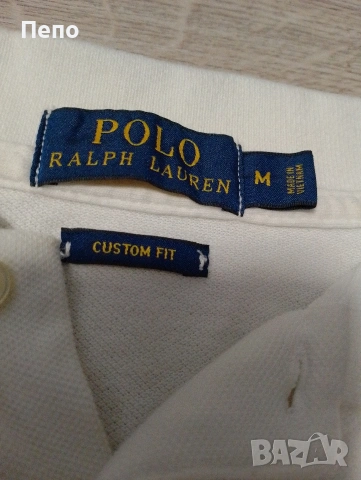 Пепо
POLO
RALPH LAUREN
M
MADE IN
VIETNAM
CUSTOM FIT
BAZAR